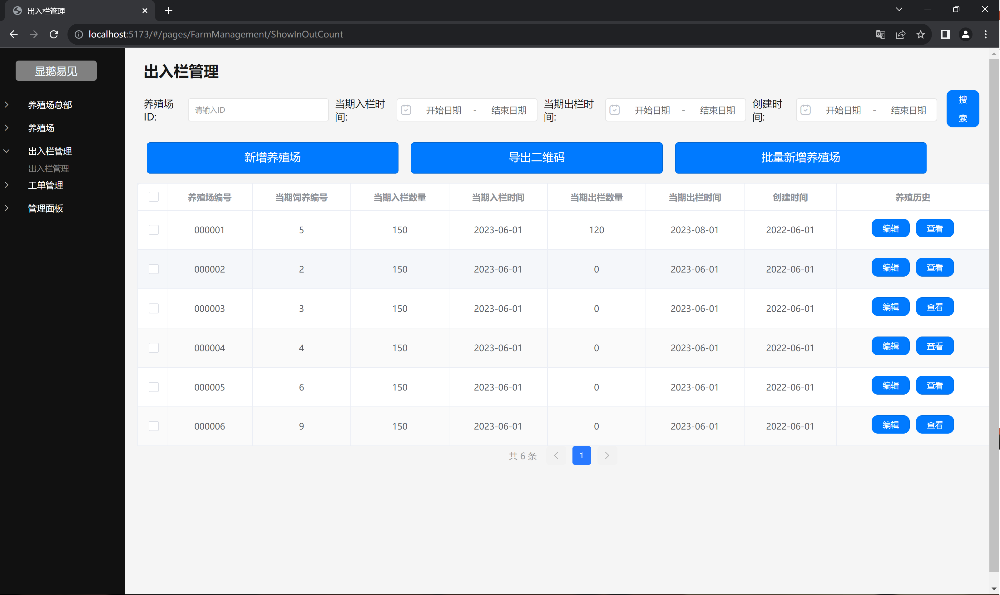 出入栏管理
localhost:5173/#/pages/FarmManagement/ShowInOutCount
显鹅易见
养殖场总部
养殖场
出入栏管理
出入栏管理
工单管理
管理面板
出入栏管理
养殖场
ID:
请输入ID
当期入栏时
间:
开始日期 - 结束日期
当期出栏时
间:
开始日期 - 结束日期
创建时
间:
开始日期 - 结束日期
搜
索
新增养殖场 导出二维码 批量新增养殖场
养殖场编号 当期饲养编号 当期入栏数量 当期入栏时间 当期出栏数量 当期出栏时间 创建时间 养殖历史
000001 5 150 2023-06-01 120 2023-08-01 2022-06-01 编辑 查看
000002 2 150 2023-06-01 0 2023-06-01 2022-06-01 编辑 查看
000003 3 150 2023-06-01 0 2023-06-01 2022-06-01 编辑 查看
000004 4 150 2023-06-01 0 2023-06-01 2022-06-01 编辑 查看
000005 6 150 2023-06-01 0 2023-06-01 2022-06-01 编辑 查看
000006 9 150 2023-06-01 0 2023-06-01 2022-06-01 编辑 查看
共 6 条 1